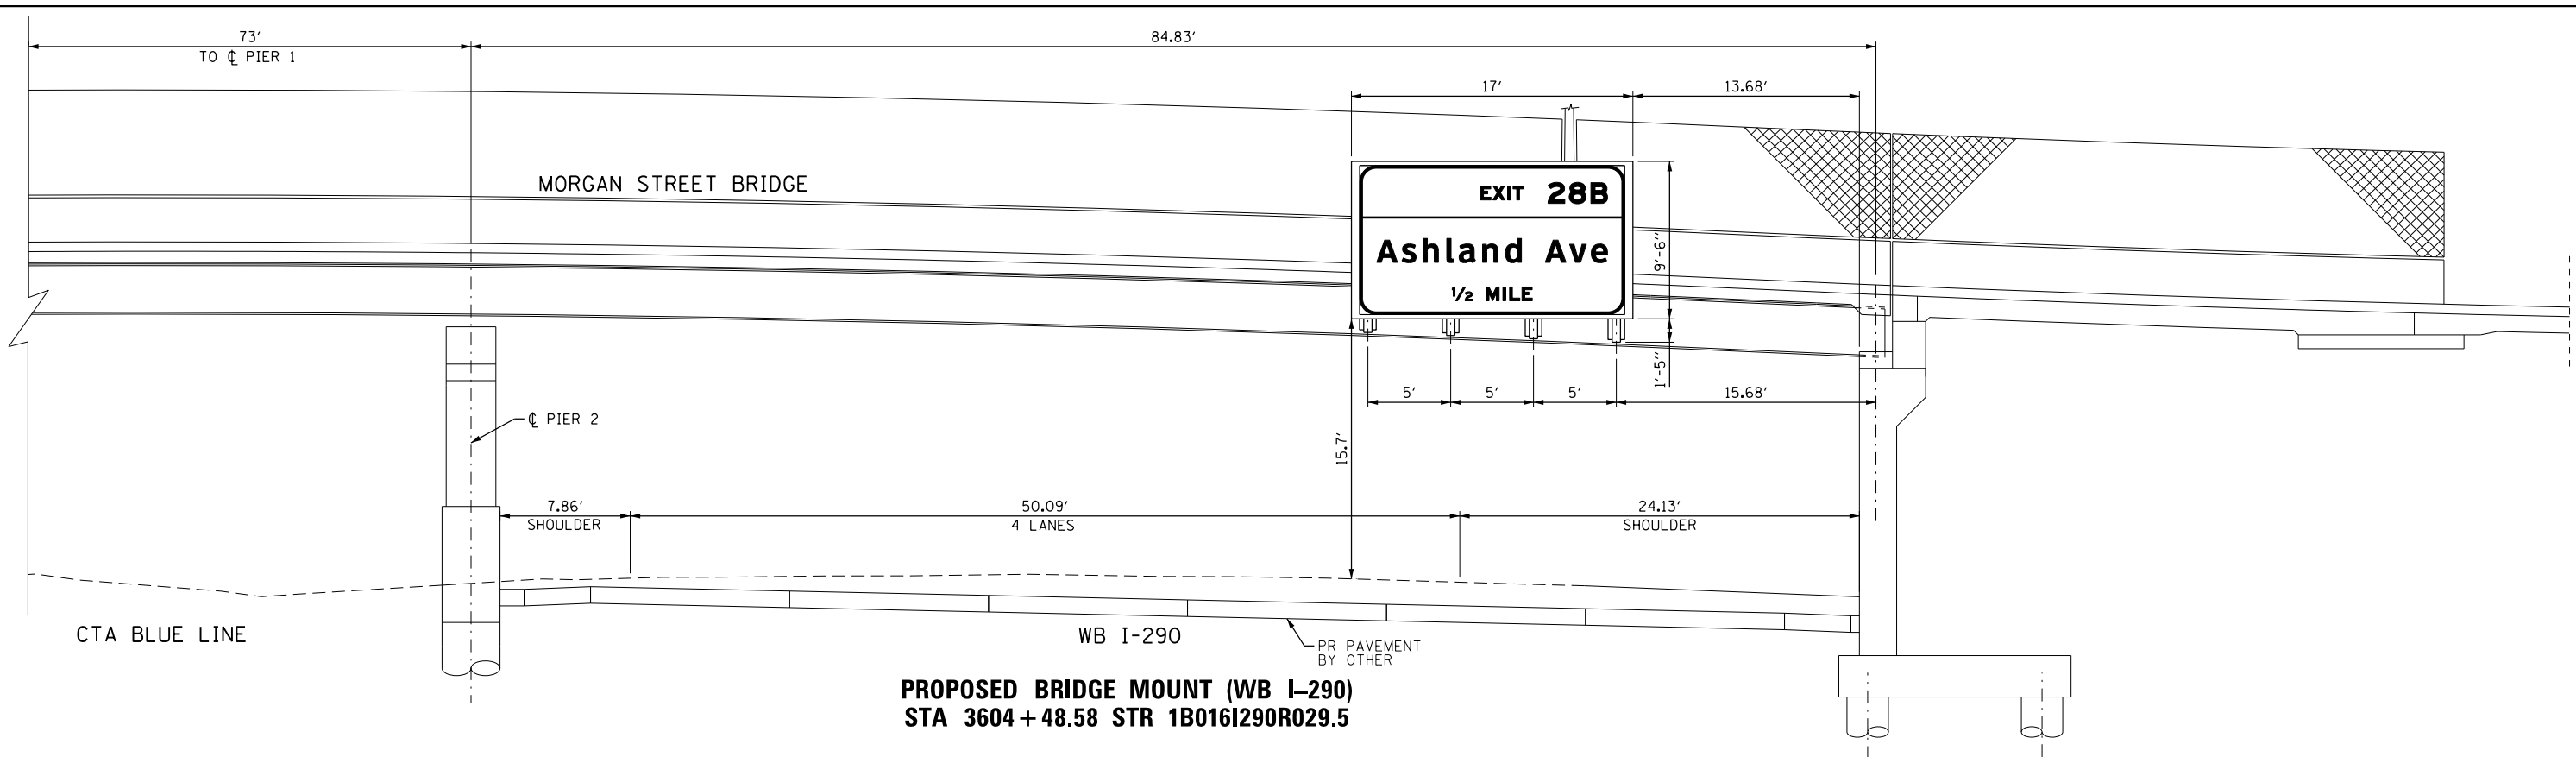 73′
84.83′
TO ℄ PIER 1
17′
13.68′
MORGAN STREET BRIDGE
EXIT 28B
Ashland Ave
½ MILE
9′-6″
1′-5″
5′
5′
5′
15.68′
℄ PIER 2
15.7′
7.86′
SHOULDER
50.09′
4 LANES
24.13′
SHOULDER
CTA BLUE LINE
WB I-290
PR PAVEMENT
BY OTHER
PROPOSED BRIDGE MOUNT (WB I-290)
STA 3604+48.58 STR 1B016I290R029.5